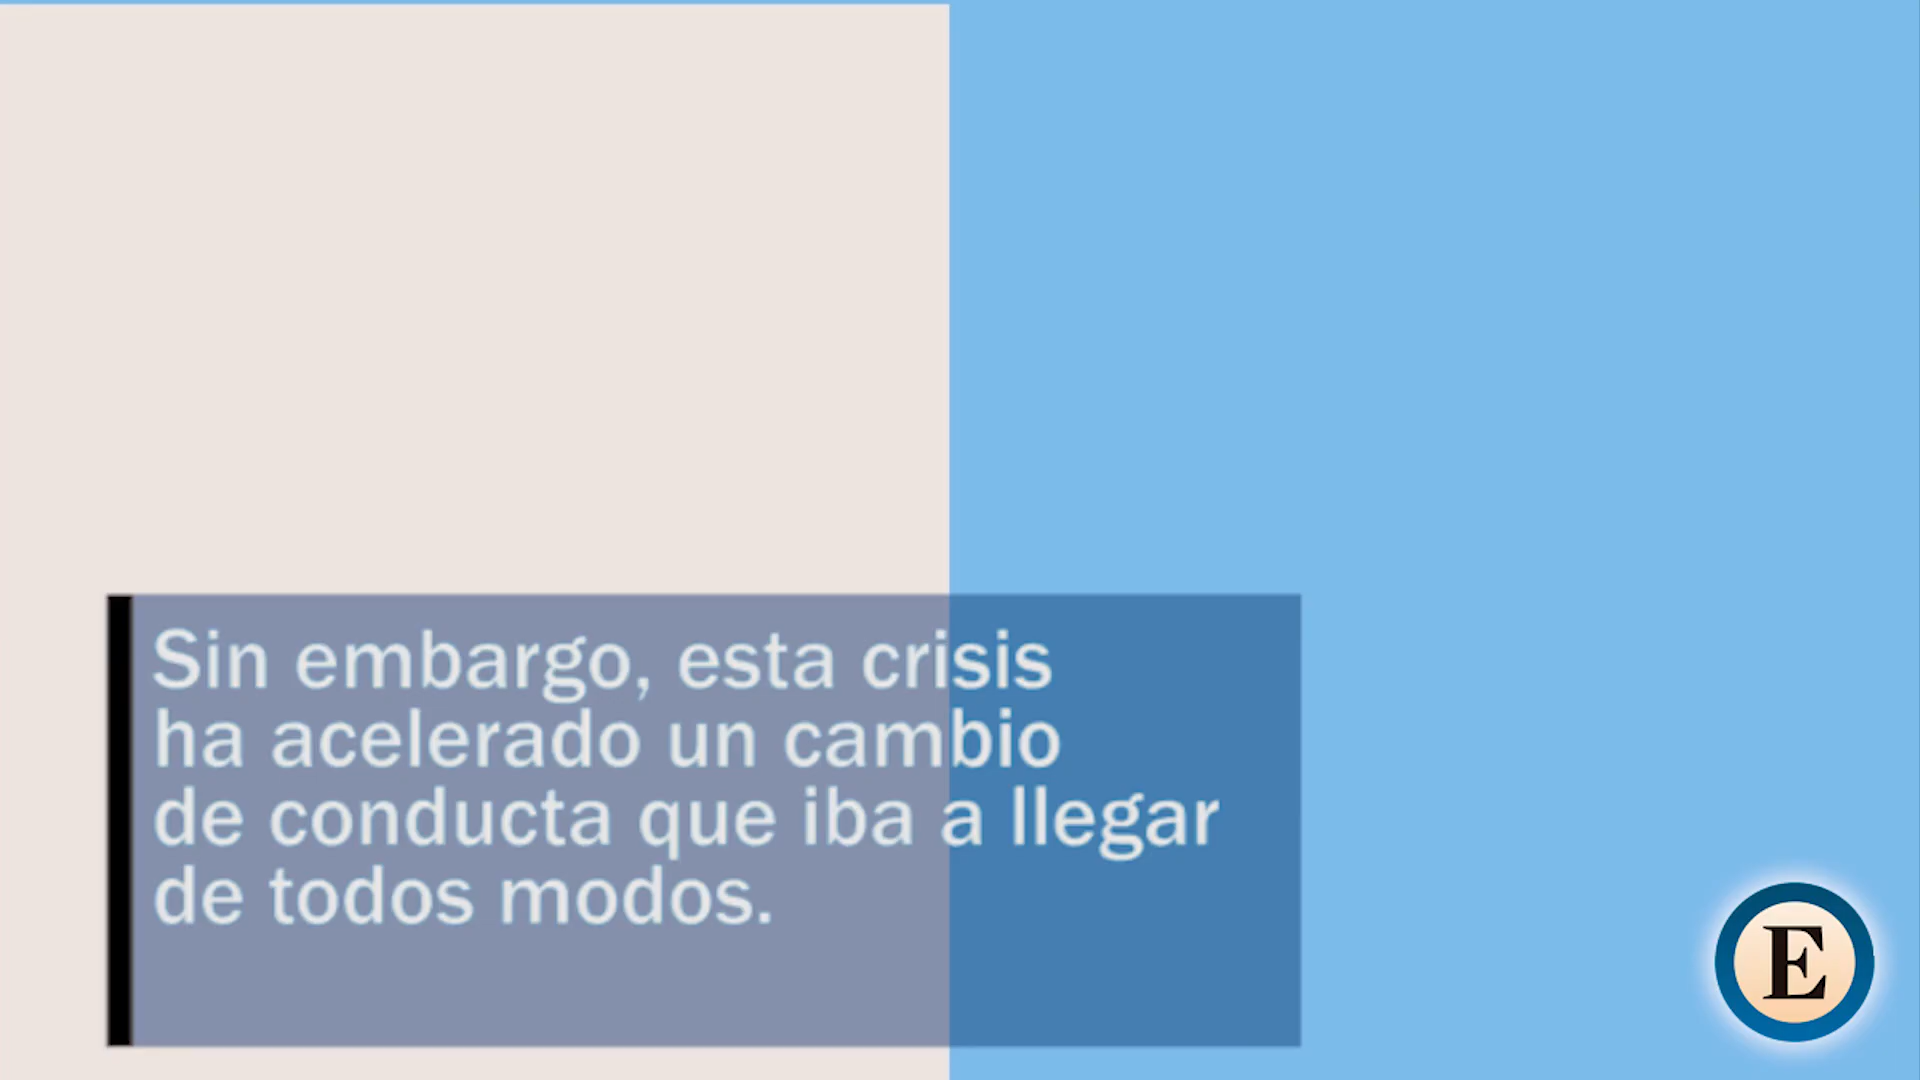 Sin embargo, esta crisis
ha acelerado un cambio
de conducta que iba a llegar
de todos modos.
E